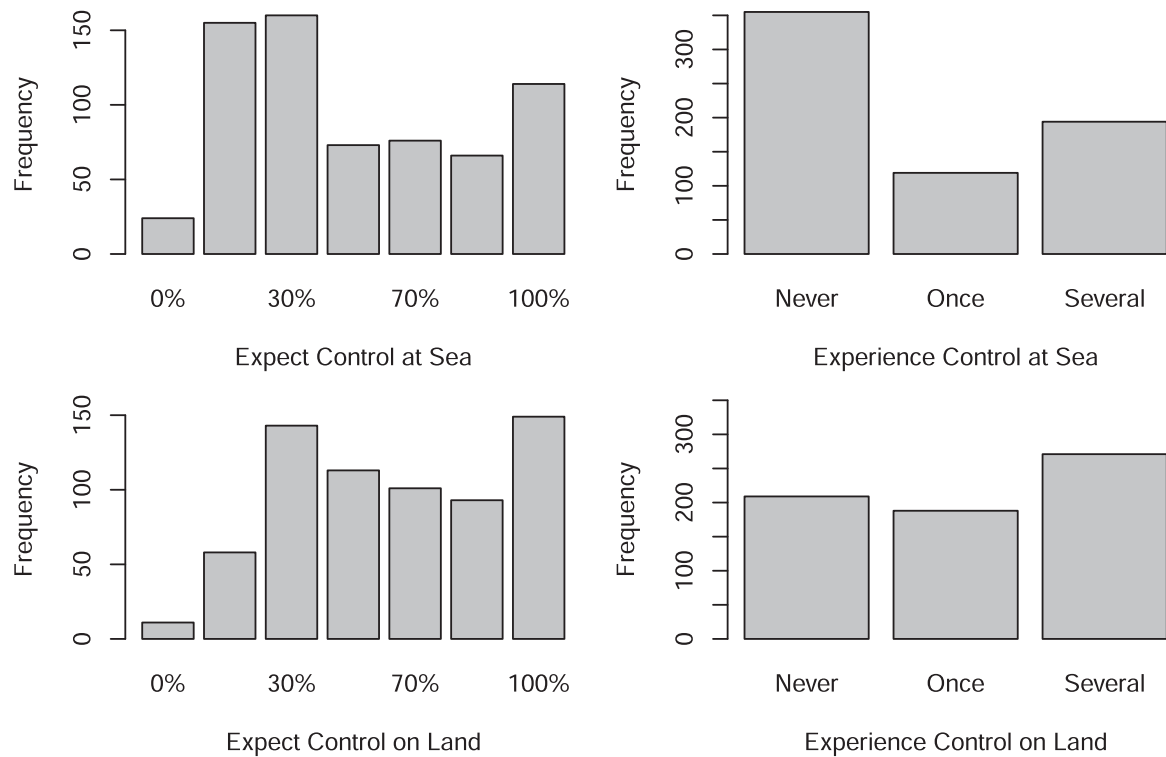 Frequency
150
100
50
0
0% 30% 70% 100%
Expect Control at Sea
Frequency
300
200
100
0
Never Once Several
Experience Control at Sea
Frequency
150
100
50
0
0% 30% 70% 100%
Expect Control on Land
Frequency
300
200
100
0
Never Once Several
Experience Control on Land